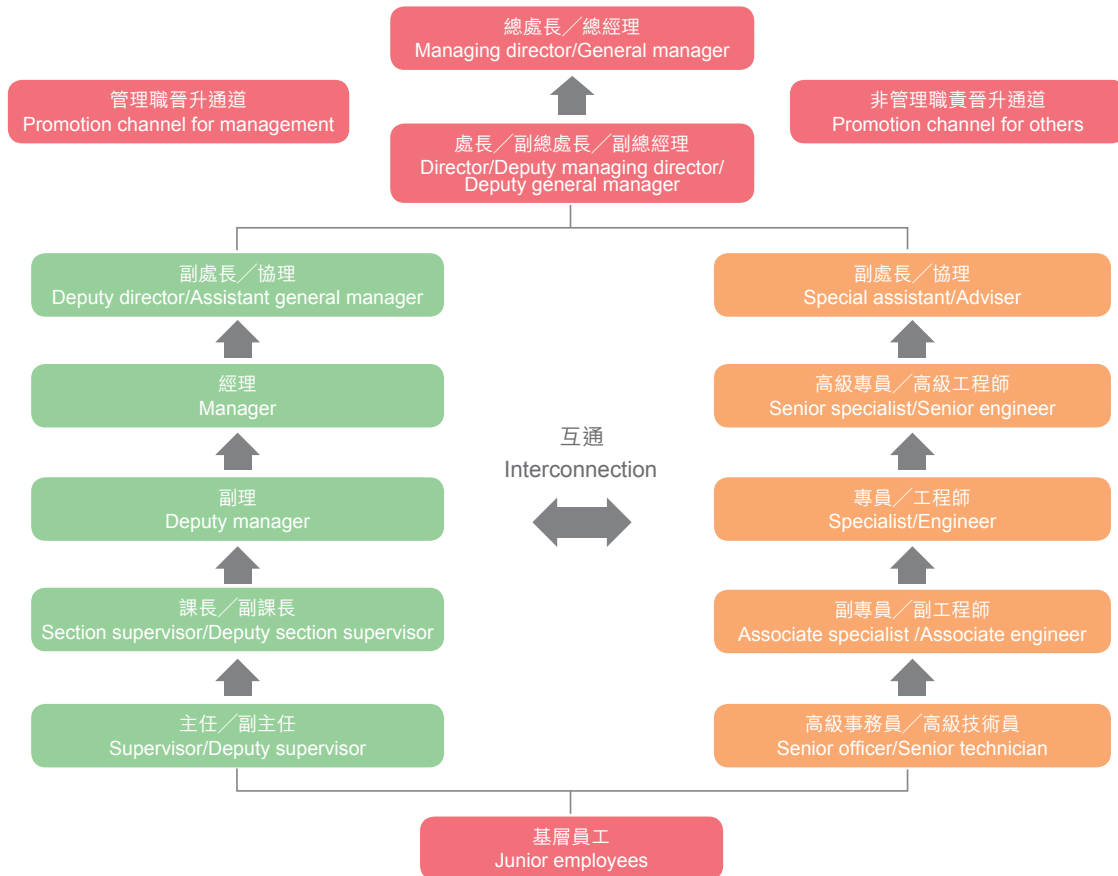 總處長／總經理
Managing director/General manager
管理職晉升通道
Promotion channel for management
非管理職責晉升通道
Promotion channel for others
處長／副總處長／副總經理
Director/Deputy managing director/
Deputy general manager
副處長／協理
Deputy director/Assistant general manager
副處長／協理
Special assistant/Adviser
經理
Manager
高級專員／高級工程師
Senior specialist/Senior engineer
互通
Interconnection
副理
Deputy manager
專員／工程師
Specialist/Engineer
課長／副課長
Section supervisor/Deputy section supervisor
副專員／副工程師
Associate specialist /Associate engineer
主任／副主任
Supervisor/Deputy supervisor
高級事務員／高級技術員
Senior officer/Senior technician
基層員工
Junior employees